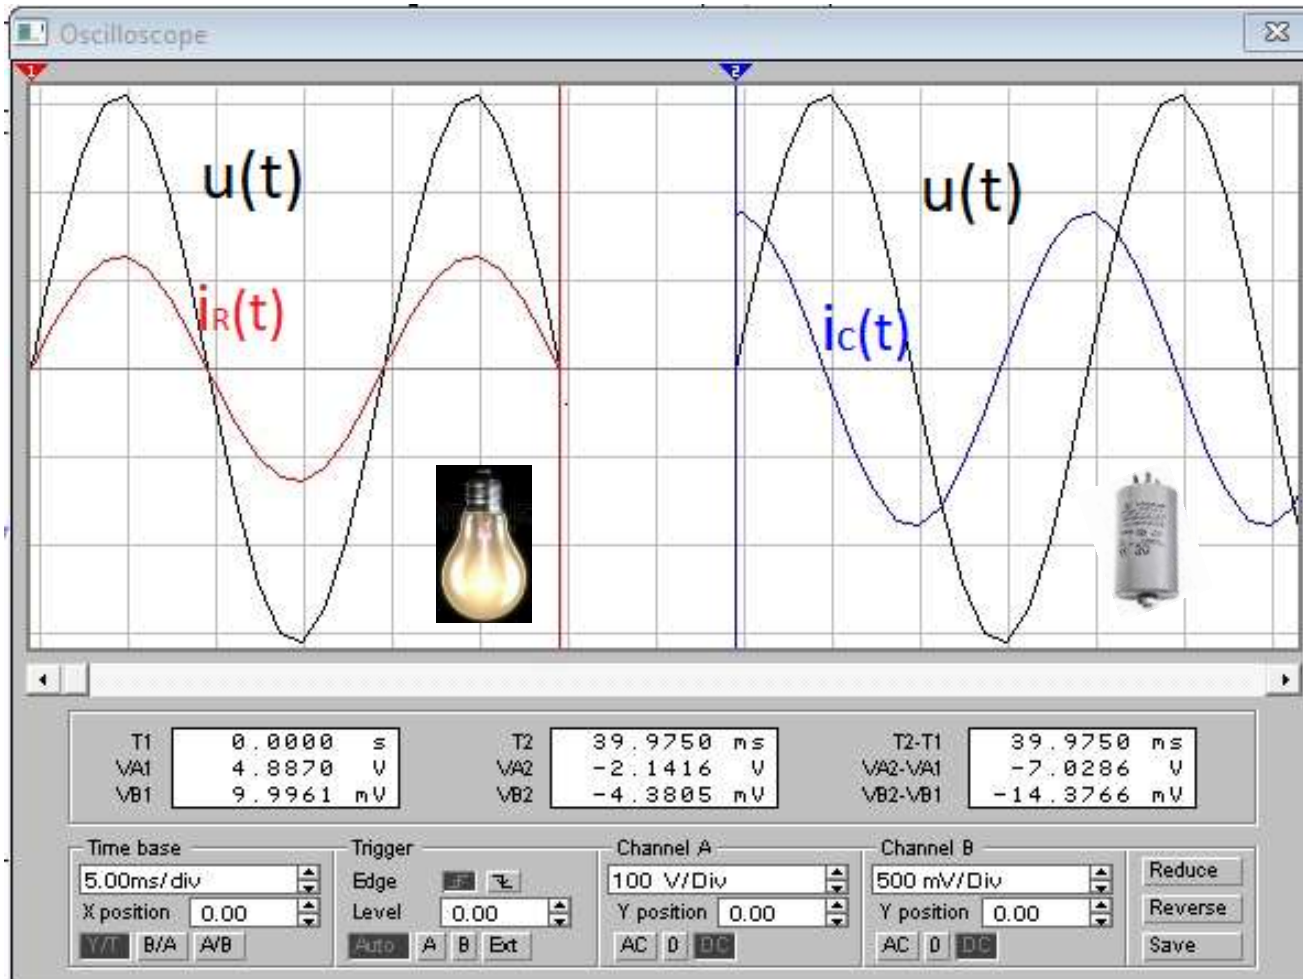 Oscilloscope
1
2
u(t)
u(t)
iR(t)
iC(t)
T1 0.0000 s
VA1 4.8870 V
VB1 9.9961 mV
T2 39.9750 ms
VA2 -2.1416 V
VB2 -4.3805 mV
T2-T1 39.9750 ms
VA2-VA1 -7.0286 V
VB2-VB1 -14.3766 mV
Time base
5.00ms/div
X position 0.00
Y/T B/A A/B
Trigger
Edge
Level 0.00
Auto A B Ext
Channel A
100 V/Div
Y position 0.00
AC 0 DC
Channel B
500 mV/Div
Y position 0.00
AC 0 DC
Reduce
Reverse
Save